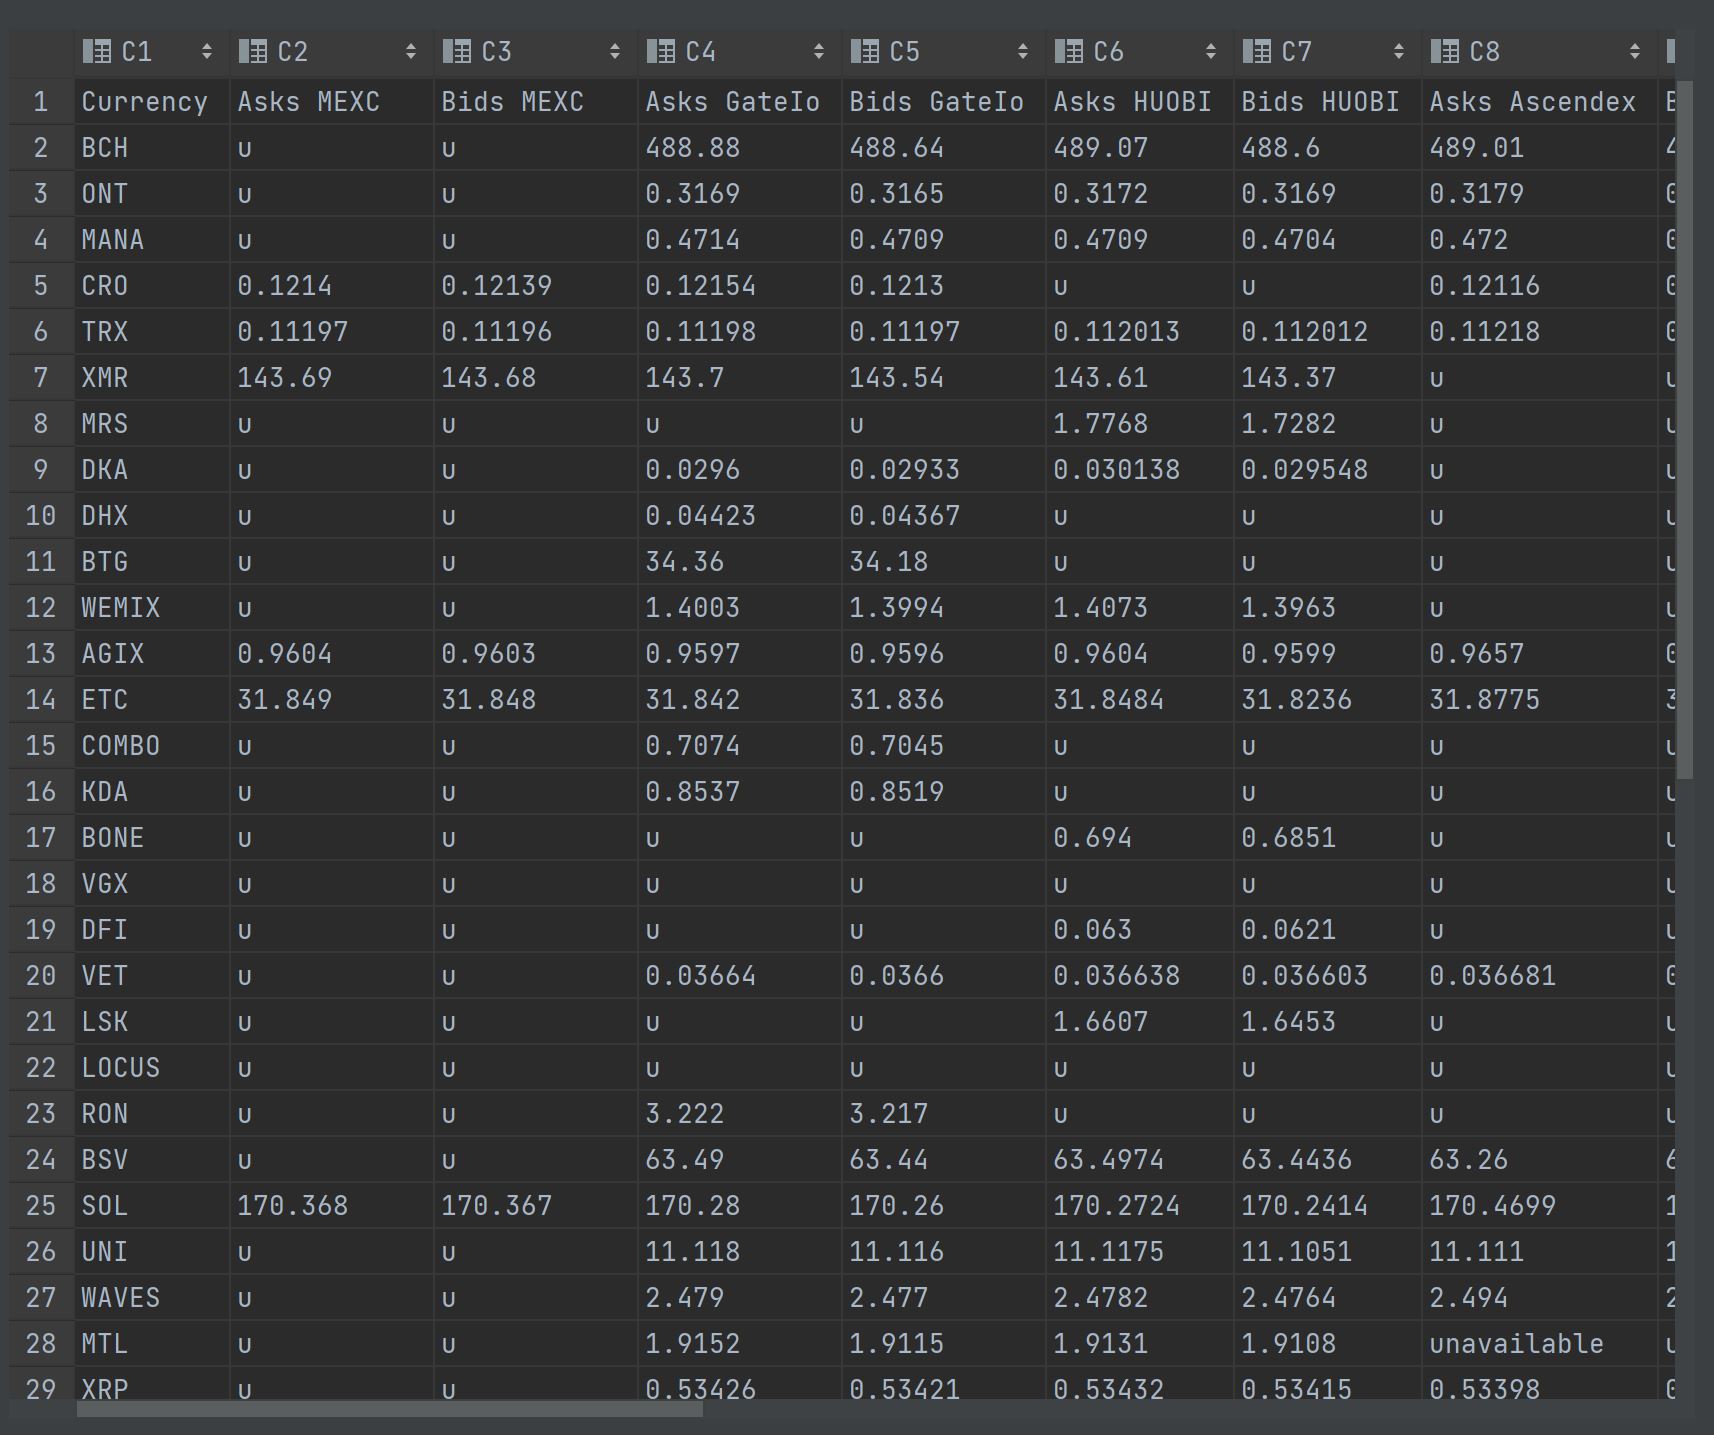 C1 C2 C3 C4 C5 C6 C7 C8
1 Currency Asks MEXC Bids MEXC Asks GateIo Bids GateIo Asks HUOBI Bids HUOBI Asks Ascendex
2 BCH u u 488.88 488.64 489.07 488.6 489.01
3 ONT u u 0.3169 0.3165 0.3172 0.3169 0.3179
4 MANA u u 0.4714 0.4709 0.4709 0.4704 0.472
5 CRO 0.1214 0.12139 0.12154 0.1213 u u 0.12116
6 TRX 0.11197 0.11196 0.11198 0.11197 0.112013 0.112012 0.11218
7 XMR 143.69 143.68 143.7 143.54 143.61 143.37 u
8 MRS u u u u 1.7768 1.7282 u
9 DKA u u 0.0296 0.02933 0.030138 0.029548 u
10 DHX u u 0.04423 0.04367 u u u
11 BTG u u 34.36 34.18 u u u
12 WEMIX u u 1.4003 1.3994 1.4073 1.3963 u
13 AGIX 0.9604 0.9603 0.9597 0.9596 0.9604 0.9599 0.9657
14 ETC 31.849 31.848 31.842 31.836 31.8484 31.8236 31.8775
15 COMBO u u 0.7074 0.7045 u u u
16 KDA u u 0.8537 0.8519 u u u
17 BONE u u u u 0.694 0.6851 u
18 VGX u u u u u u u
19 DFI u u u u 0.063 0.0621 u
20 VET u u 0.03664 0.0366 0.036638 0.036603 0.036681
21 LSK u u u u 1.6607 1.6453 u
22 LOCUS u u u u u u u
23 RON u u 3.222 3.217 u u u
24 BSV u u 63.49 63.44 63.4974 63.4436 63.26
25 SOL 170.368 170.367 170.28 170.26 170.2724 170.2414 170.4699
26 UNI u u 11.118 11.116 11.1175 11.1051 11.111
27 WAVES u u 2.479 2.477 2.4782 2.4764 2.494
28 MTL u u 1.9152 1.9115 1.9131 1.9108 unavailable
29 XRP u u 0.53426 0.53421 0.53432 0.53415 0.53398